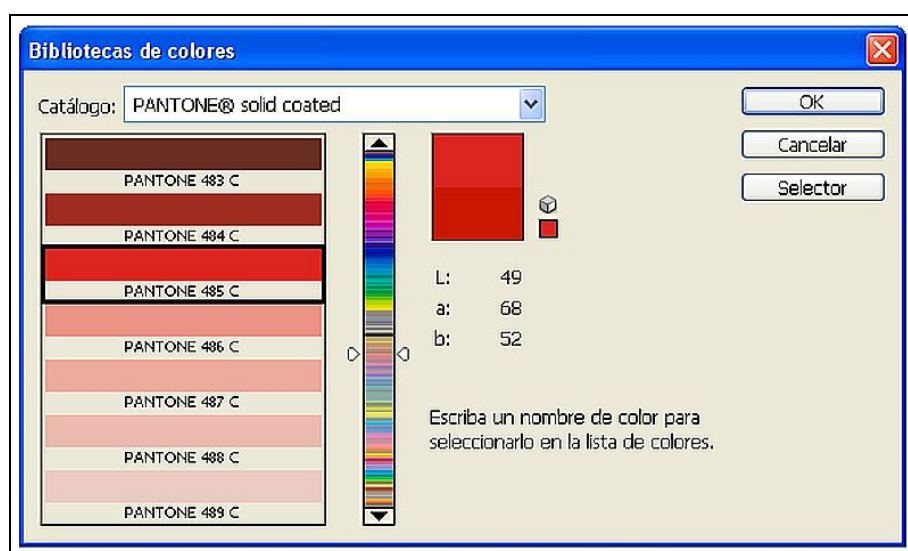 Bibliotecas de colores
Catálogo: PANTONE® solid coated
PANTONE 483 C
PANTONE 484 C
PANTONE 485 C
PANTONE 486 C
PANTONE 487 C
PANTONE 488 C
PANTONE 489 C
L: 49
a: 68
b: 52
Escriba un nombre de color para
seleccionarlo en la lista de colores.
OK
Cancelar
Selector